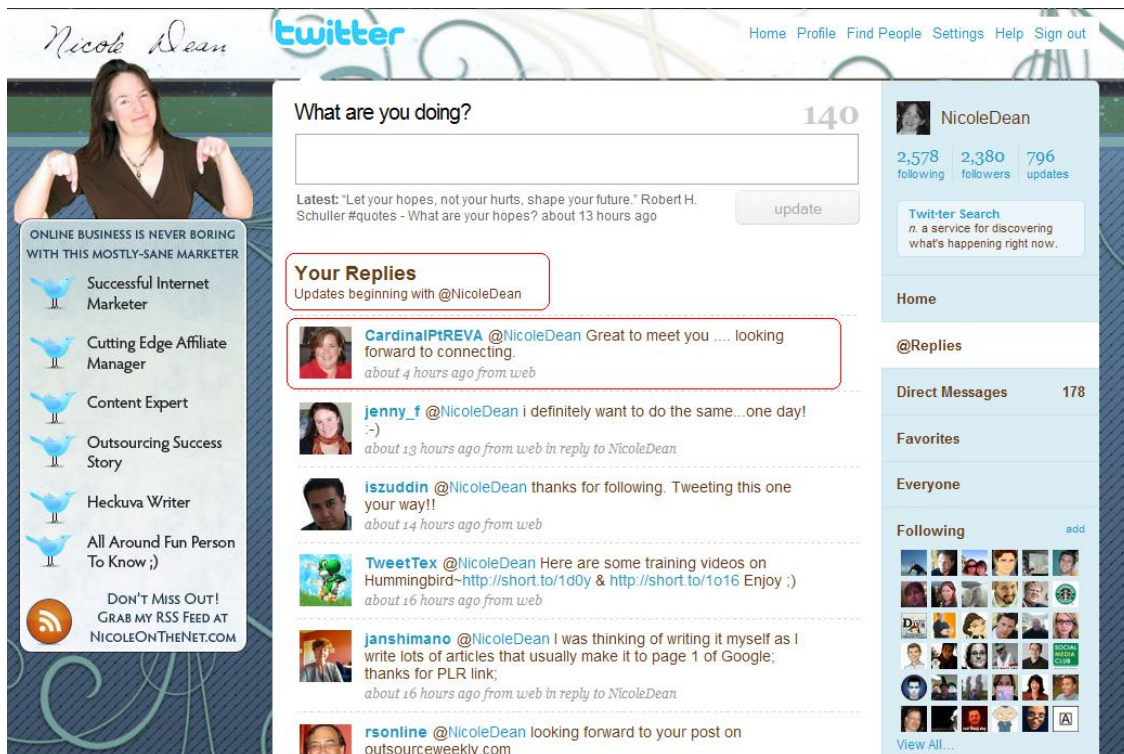 Nicole Dean
twitter
Home Profile Find People Settings Help Sign out
ONLINE BUSINESS IS NEVER BORING
WITH THIS MOSTLY-SANE MARKETER
Successful Internet
Marketer
Cutting Edge Affiliate
Manager
Content Expert
Outsourcing Success
Story
Heckuva Writer
All Around Fun Person
To Know ;)
DON'T MISS OUT!
GRAB MY RSS FEED AT
NICOLEONTHENET.COM
What are you doing?
140
Latest: "Let your hopes, not your hurts, shape your future." Robert H.
Schuller #quotes - What are your hopes? about 13 hours ago
update
Your Replies
Updates beginning with @NicoleDean
CardinalPtREVA @NicoleDean Great to meet you .... looking
forward to connecting.
about 4 hours ago from web
jenny_f @NicoleDean i definitely want to do the same...one day!
:-)
about 13 hours ago from web in reply to NicoleDean
iszuddin @NicoleDean thanks for following. Tweeting this one
your way!!
about 14 hours ago from web
TweetTex @NicoleDean Here are some training videos on
Hummingbird~http://short.to/1d0y & http://short.to/1o16 Enjoy ;)
about 16 hours ago from web
janshimano @NicoleDean I was thinking of writing it myself as I
write lots of articles that usually make it to page 1 of Google;
thanks for PLR link;
about 16 hours ago from web in reply to NicoleDean
rsonline @NicoleDean looking forward to your post on
outsourceweekly.com
NicoleDean
2,578 2,380 796
following followers updates
Twit·ter Search
n. a service for discovering
what's happening right now.
Home
@Replies
Direct Messages 178
Favorites
Everyone
Following add
SOCIAL
MEDIA
CLUB
A
View All...